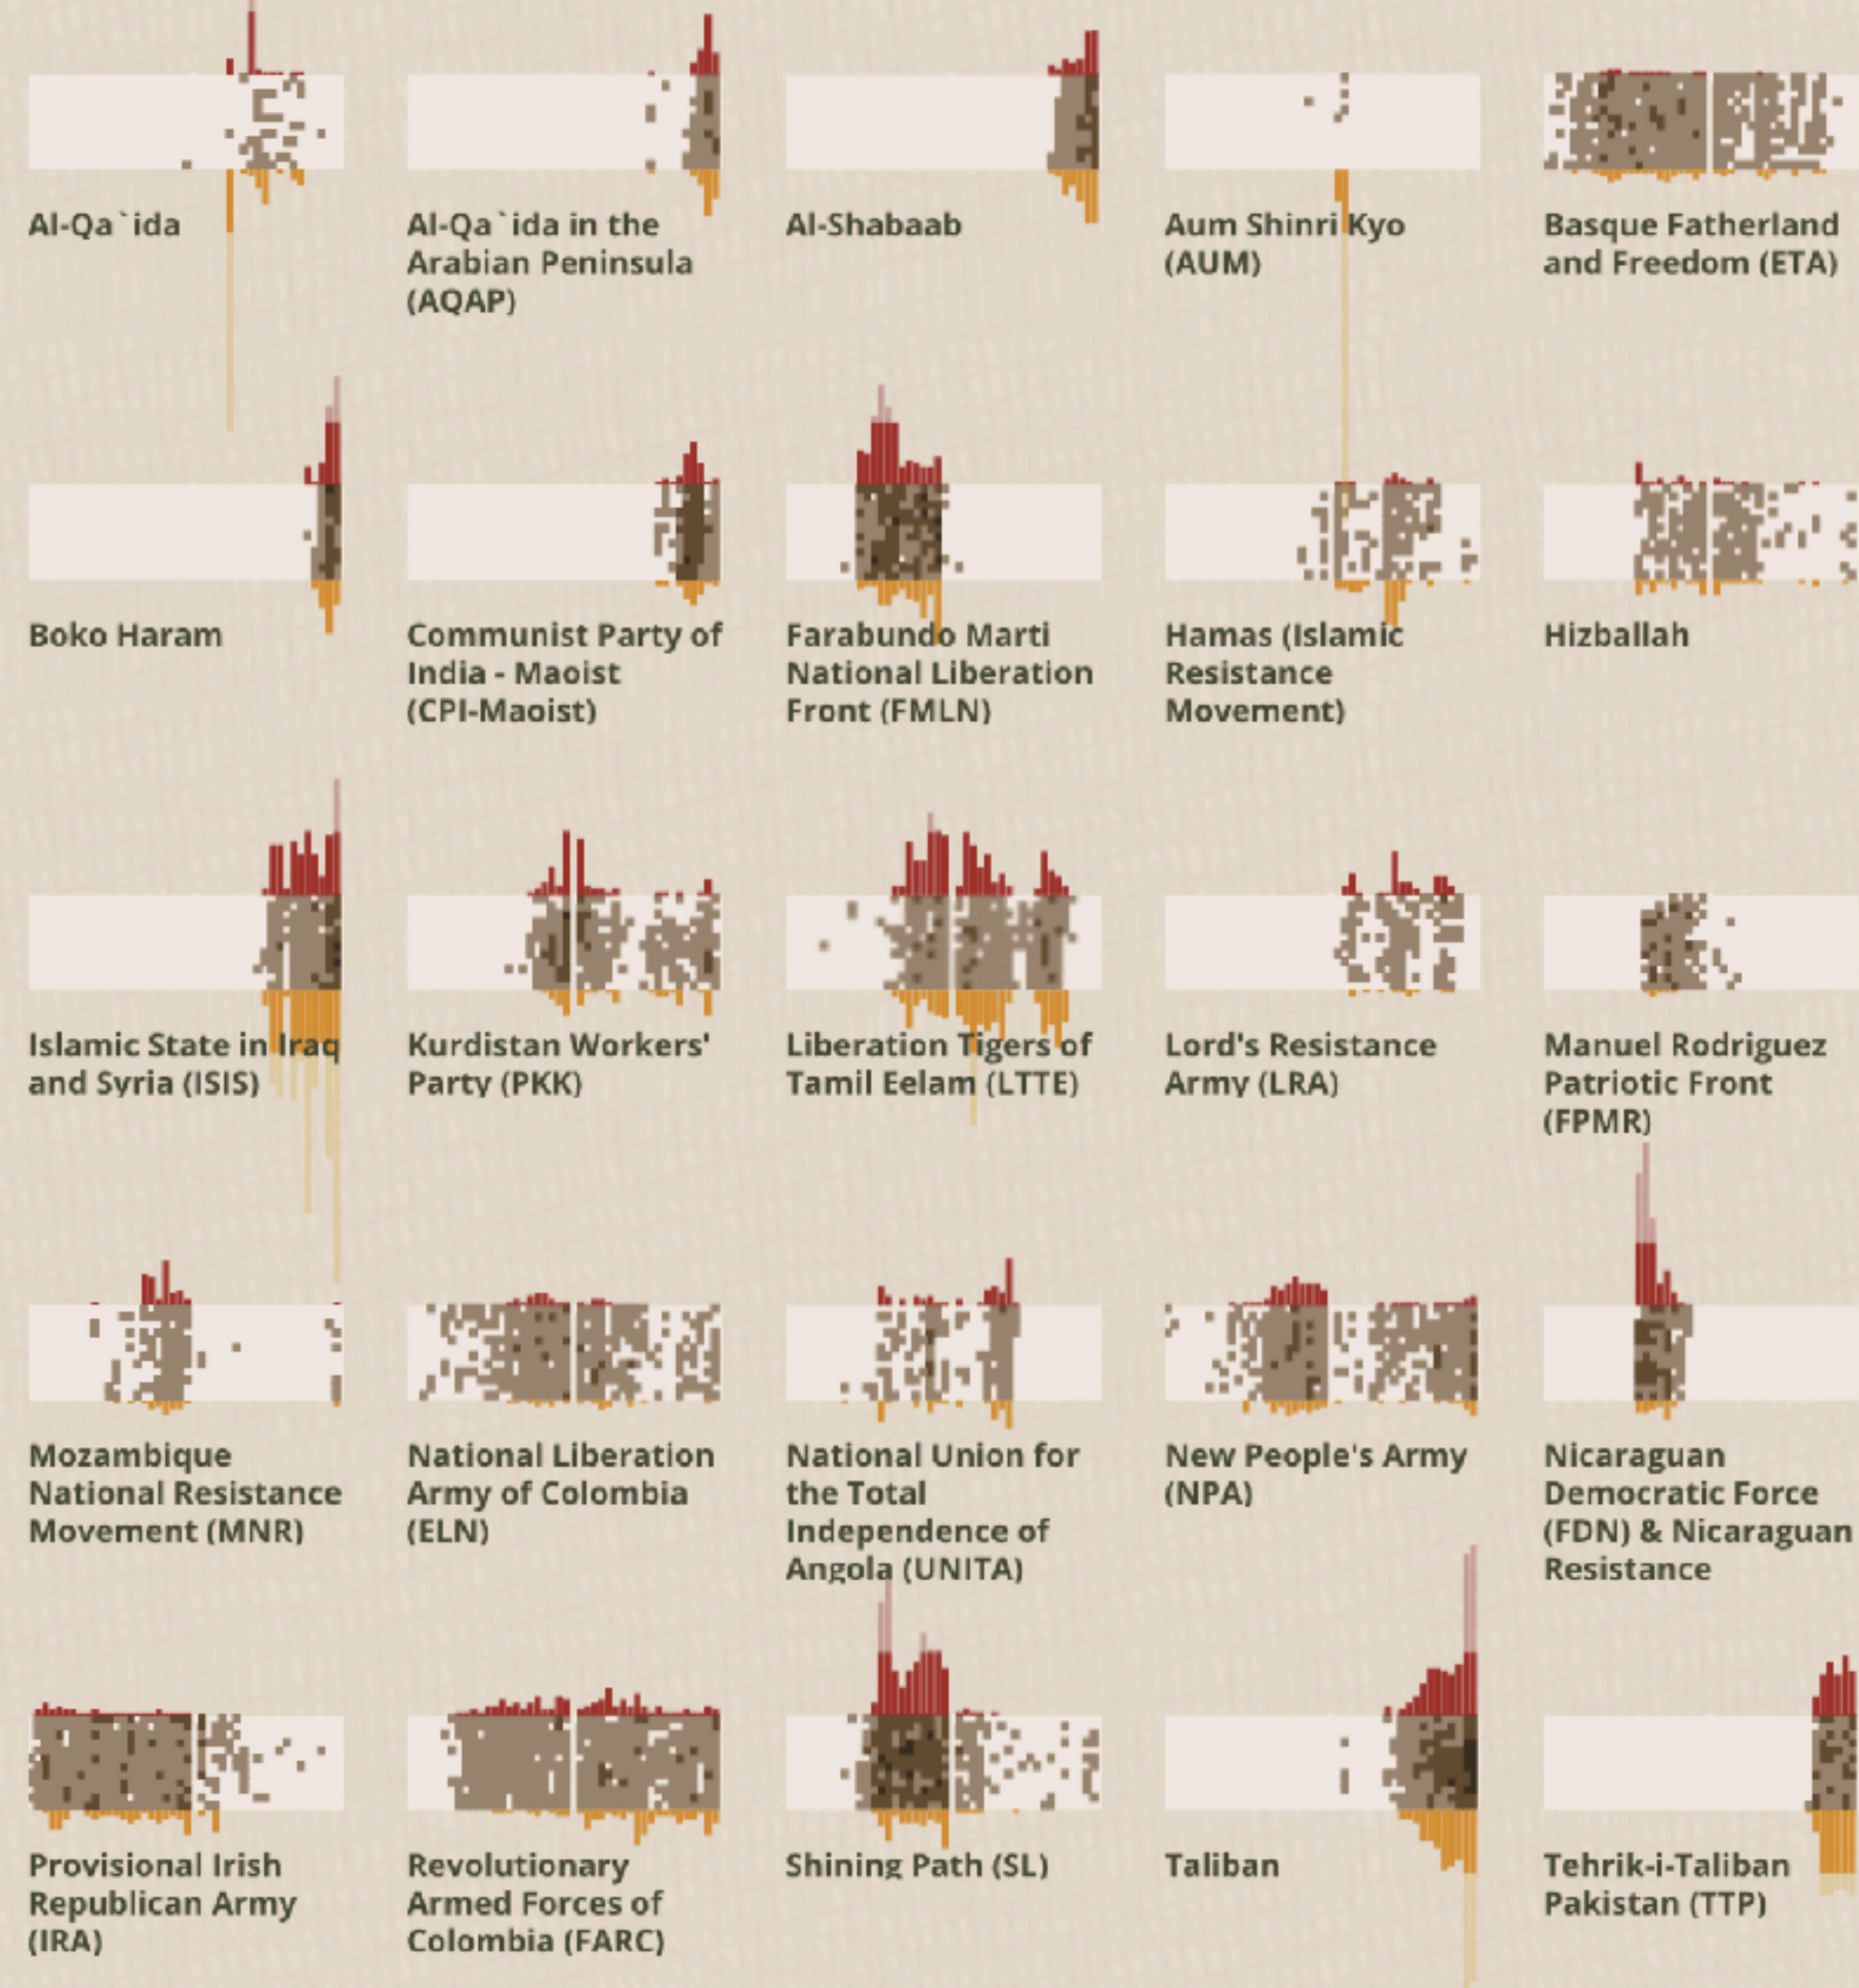 Al-Qa`ida
Al-Qa`ida in the
Arabian Peninsula
(AQAP)
Al-Shabaab
Aum Shinri Kyo
(AUM)
Basque Fatherland
and Freedom (ETA)
Boko Haram
Communist Party of
India - Maoist
(CPI-Maoist)
Farabundo Marti
National Liberation
Front (FMLN)
Hamas (Islamic
Resistance
Movement)
Hizballah
Islamic State in Iraq
and Syria (ISIS)
Kurdistan Workers'
Party (PKK)
Liberation Tigers of
Tamil Eelam (LTTE)
Lord's Resistance
Army (LRA)
Manuel Rodriguez
Patriotic Front
(FPMR)
Mozambique
National Resistance
Movement (MNR)
National Liberation
Army of Colombia
(ELN)
National Union for
the Total
Independence of
Angola (UNITA)
New People's Army
(NPA)
Nicaraguan
Democratic Force
(FDN) & Nicaraguan
Resistance
Provisional Irish
Republican Army
(IRA)
Revolutionary
Armed Forces of
Colombia (FARC)
Shining Path (SL)
Taliban
Tehrik-i-Taliban
Pakistan (TTP)